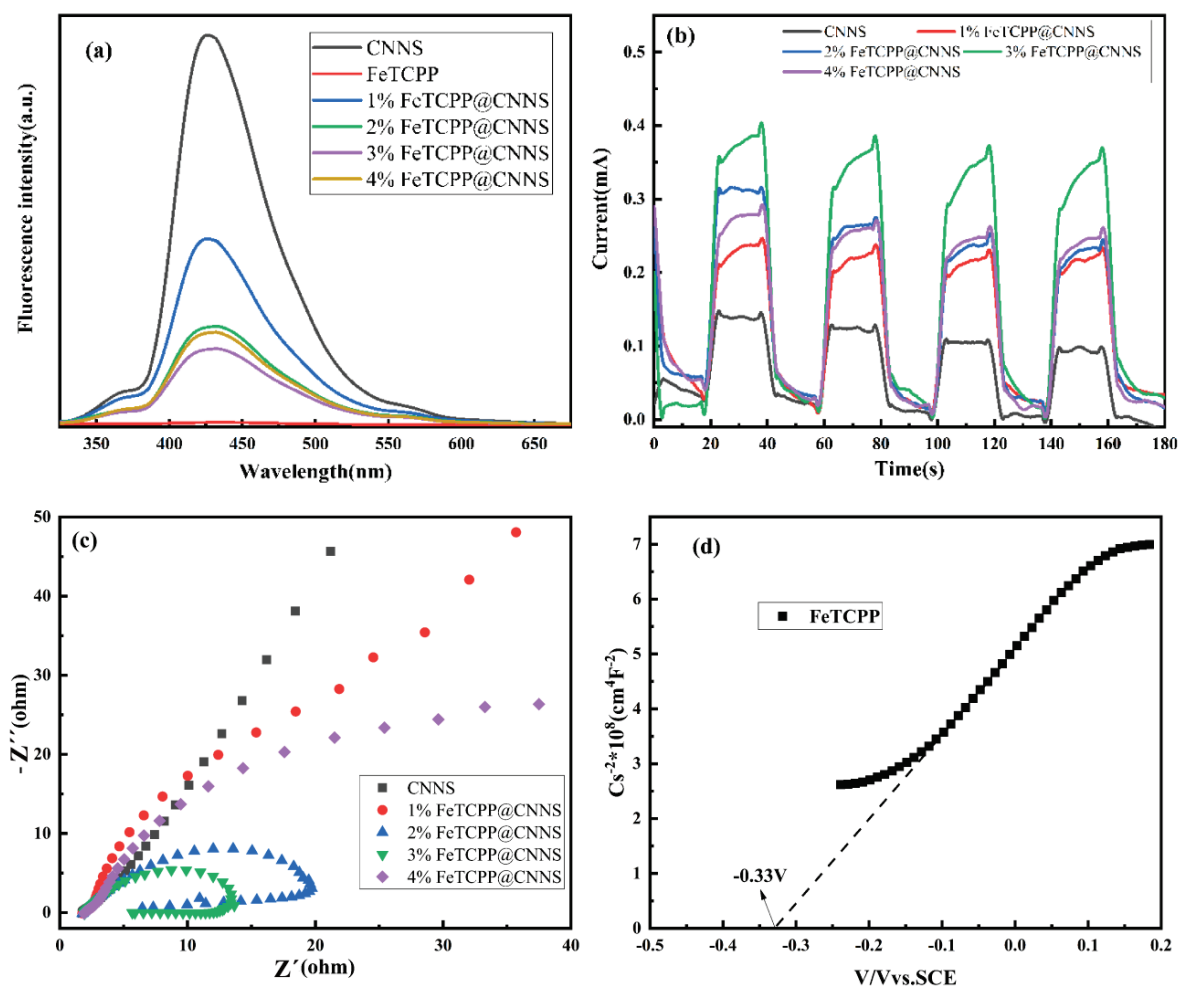 (a)
CNNS
FeTCPP
1% FeTCPP@CNNS
2% FeTCPP@CNNS
3% FeTCPP@CNNS
4% FeTCPP@CNNS
Fluorescence intensity(a.u.)
350 400 450 500 550 600 650
Wavelength(nm)
(b)
CNNS 1% FeTCPP@CNNS
2% FeTCPP@CNNS 3% FeTCPP@CNNS
4% FeTCPP@CNNS
Current(mA)
0.5
0.4
0.3
0.2
0.1
0.0
0 20 40 60 80 100 120 140 160 180
Time(s)
(c)
-Z´´(ohm)
50
40
30
20
10
0
CNNS
1% FeTCPP@CNNS
2% FeTCPP@CNNS
3% FeTCPP@CNNS
4% FeTCPP@CNNS
0 10 20 30 40
Z´(ohm)
(d)
Cs-2*108(cm4F-2)
7
6
5
4
3
2
1
0
FeTCPP
-0.33V
-0.5 -0.4 -0.3 -0.2 -0.1 0.0 0.1 0.2
V/Vvs.SCE